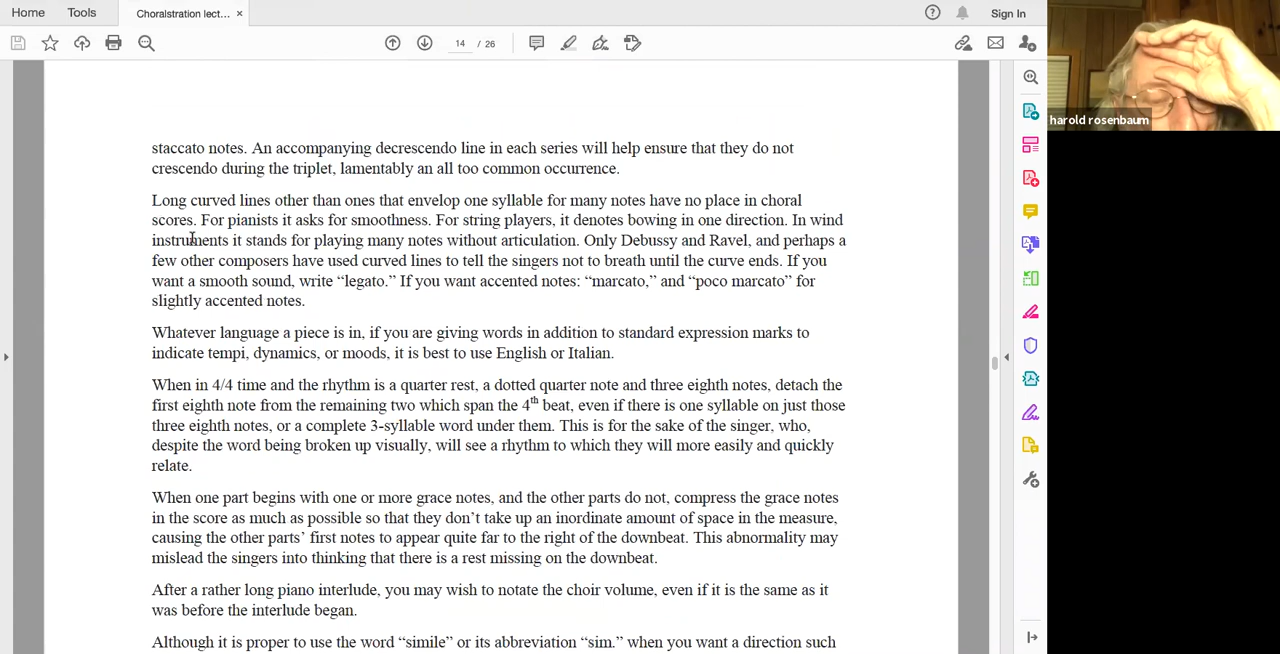 Home Tools Choralstration lect... × Sign In
14 / 26
harold rosenbaum
staccato notes. An accompanying decrescendo line in each series will help ensure that they do not
crescendo during the triplet, lamentably an all too common occurrence.
Long curved lines other than ones that envelop one syllable for many notes have no place in choral
scores. For pianists it asks for smoothness. For string players, it denotes bowing in one direction. In wind
instruments it stands for playing many notes without articulation. Only Debussy and Ravel, and perhaps a
few other composers have used curved lines to tell the singers not to breath until the curve ends. If you
want a smooth sound, write “legato.” If you want accented notes: “marcato,” and “poco marcato” for
slightly accented notes.
Whatever language a piece is in, if you are giving words in addition to standard expression marks to
indicate tempi, dynamics, or moods, it is best to use English or Italian.
When in 4/4 time and the rhythm is a quarter rest, a dotted quarter note and three eighth notes, detach the
first eighth note from the remaining two which span the 4th beat, even if there is one syllable on just those
three eighth notes, or a complete 3-syllable word under them. This is for the sake of the singer, who,
despite the word being broken up visually, will see a rhythm to which they will more easily and quickly
relate.
When one part begins with one or more grace notes, and the other parts do not, compress the grace notes
in the score as much as possible so that they don’t take up an inordinate amount of space in the measure,
causing the other parts’ first notes to appear quite far to the right of the downbeat. This abnormality may
mislead the singers into thinking that there is a rest missing on the downbeat.
After a rather long piano interlude, you may wish to notate the choir volume, even if it is the same as it
was before the interlude began.
Although it is proper to use the word “simile” or its abbreviation “sim.” when you want a direction such